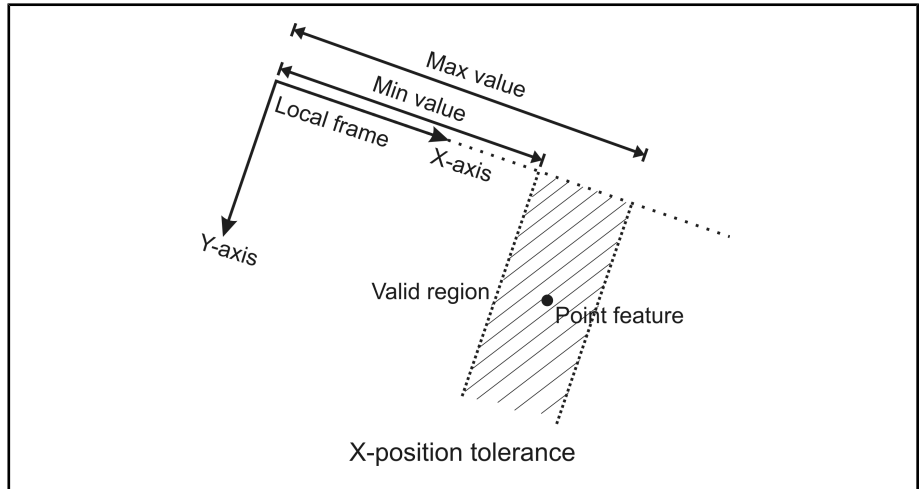 Max value
Min value
Local frame
X-axis
Y-axis
Valid region
Point feature
X-position tolerance